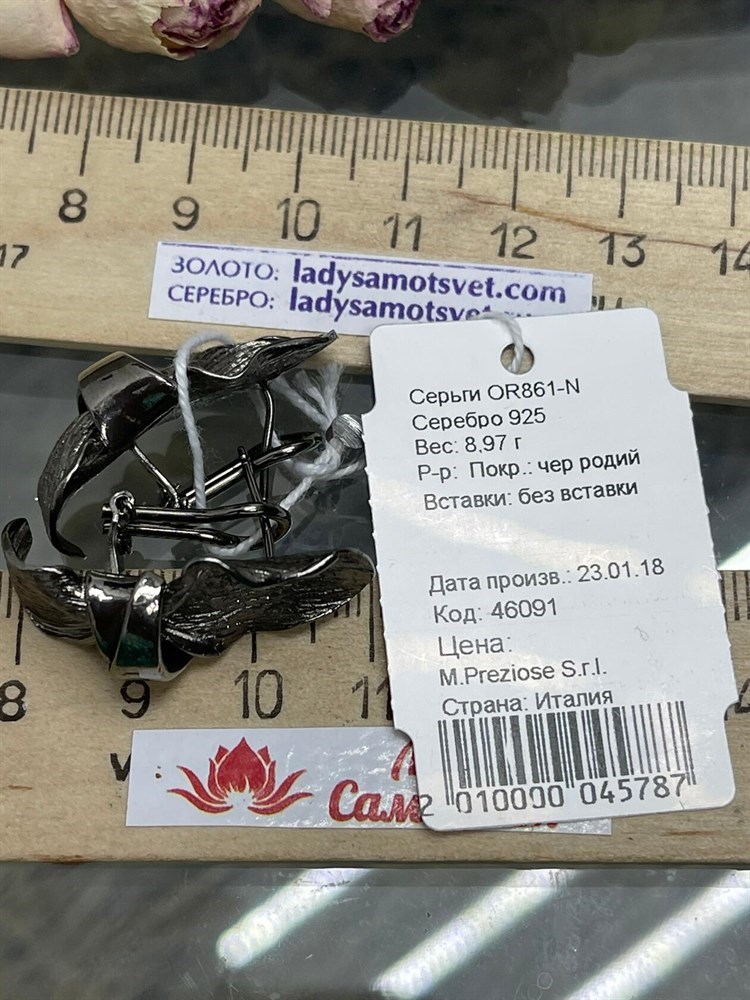 8 9 10 11 12 13 14
17
ЗОЛОТО: ladysamotsvet.com
СЕРЕБРО: ladysamotsvet
Серьги OR861-N
Серебро 925
Вес: 8,97 г
Р-р: Покр.: чер родий
Вставки: без вставки
Дата произв.: 23.01.18
Код: 46091
Цена:
M.Preziose S.r.l.
Страна: Италия
2 010000 045787
8 9 10 11
Сам